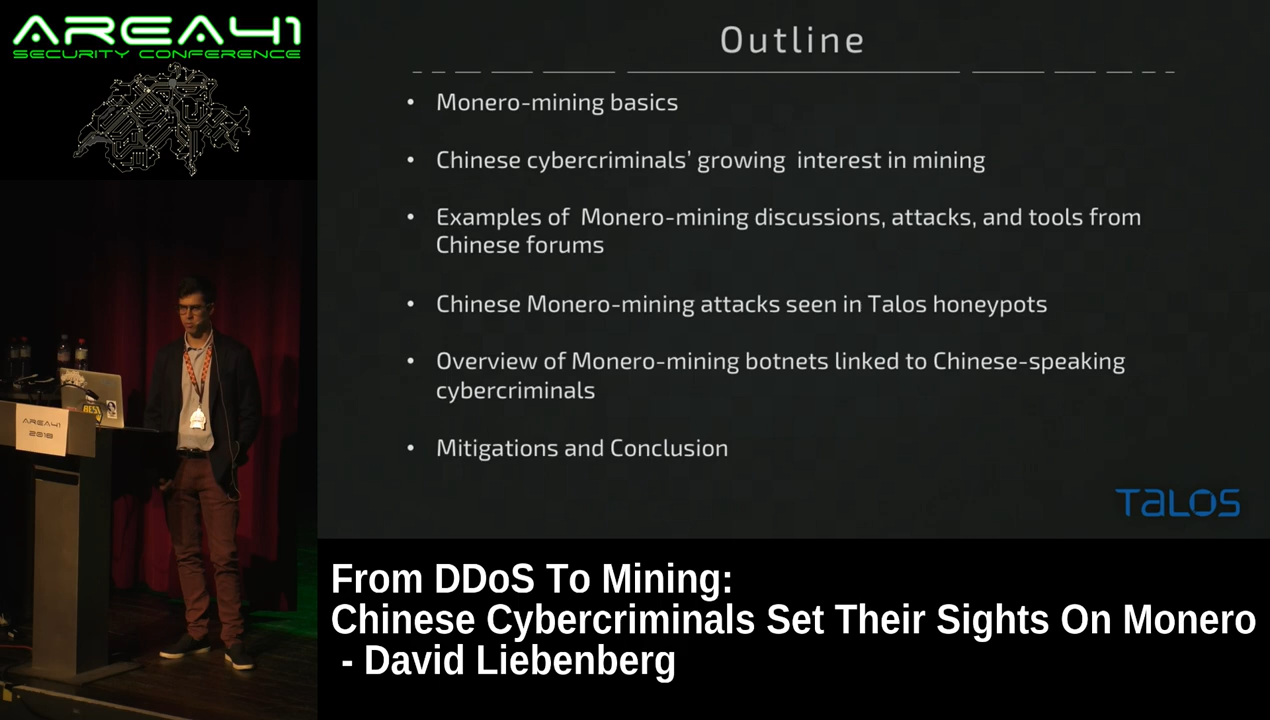 AREA41
SECURITY CONFERENCE
Outline
• Monero-mining basics
• Chinese cybercriminals’ growing  interest in mining
• Examples of  Monero-mining discussions, attacks, and tools from
Chinese forums
• Chinese Monero-mining attacks seen in Talos honeypots
• Overview of Monero-mining botnets linked to Chinese-speaking
cybercriminals
• Mitigations and Conclusion
TALOS
BEST
AREA41
2018
From DDoS To Mining:
Chinese Cybercriminals Set Their Sights On Monero
- David Liebenberg